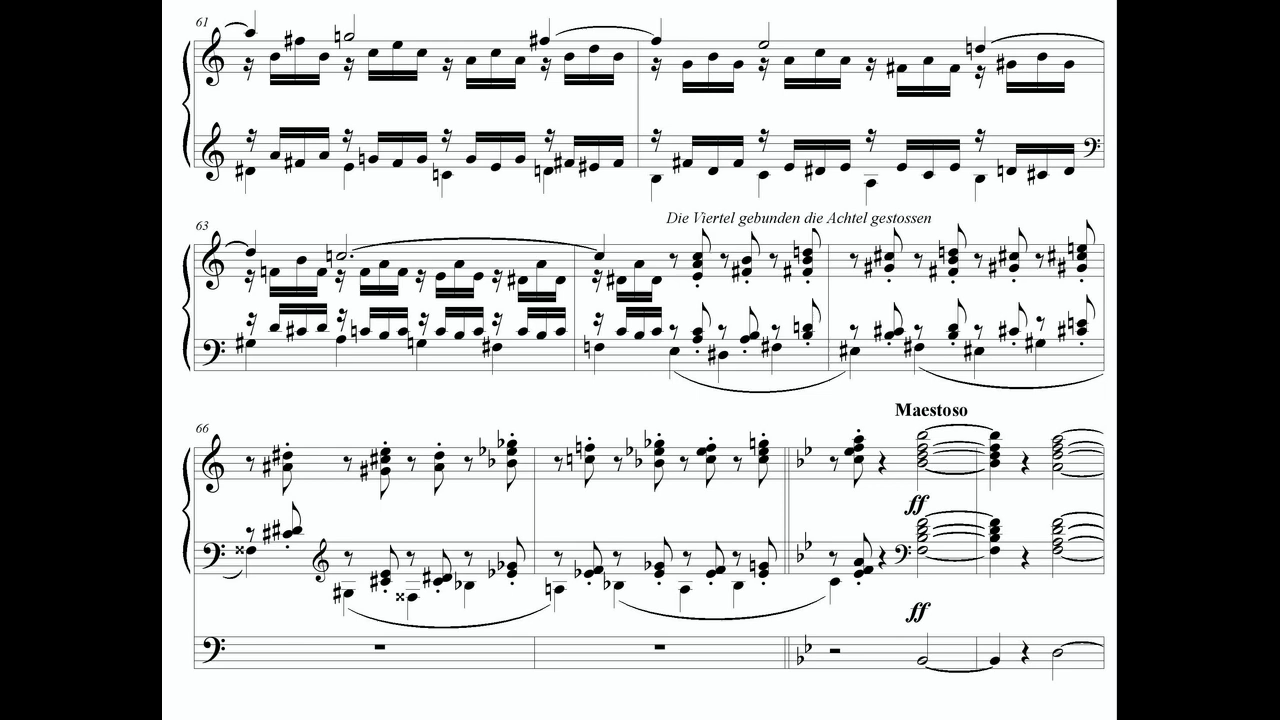 61
Die Viertel gebunden die Achtel gestossen
63
Maestoso
66
ff
ff